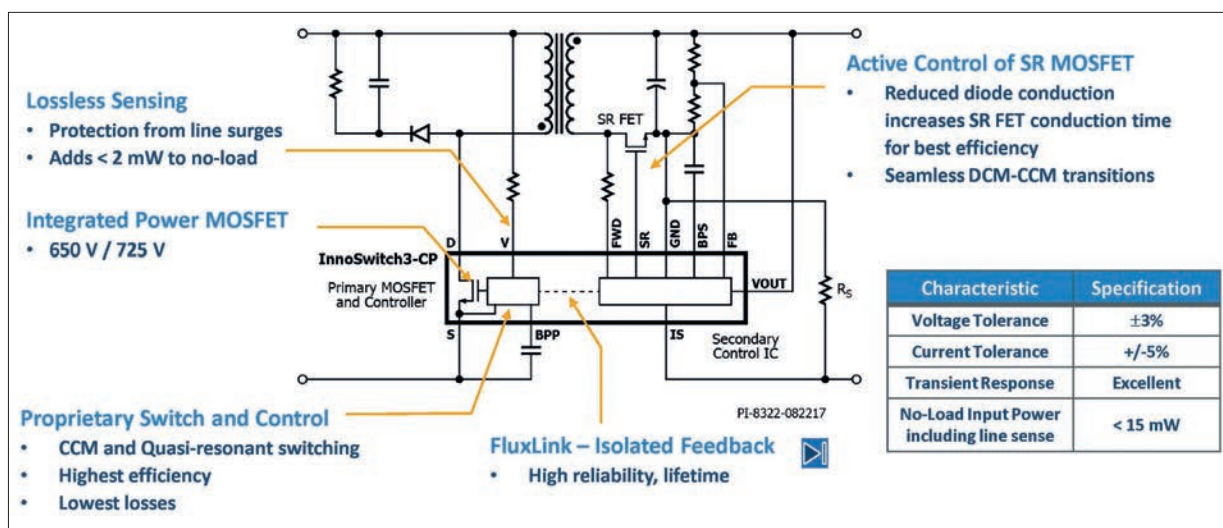 Lossless Sensing
• Protection from line surges
• Adds < 2 mW to no-load
Integrated Power MOSFET
• 650 V / 725 V
SR FET
Active Control of SR MOSFET
• Reduced diode conduction
increases SR FET conduction time
for best efficiency
• Seamless DCM-CCM transitions
D
V
FWD
SR
GND
BPS
FB
InnoSwitch3-CP
Primary MOSFET
and Controller
VOUT
RS
S
BPP
IS
Secondary
Control IC
PI-8322-082217
Characteristic Specification
Voltage Tolerance ±3%
Current Tolerance +/-5%
Transient Response Excellent
No-Load Input Power
including line sense < 15 mW
Proprietary Switch and Control
• CCM and Quasi-resonant switching
• Highest efficiency
• Lowest losses
FluxLink – Isolated Feedback
• High reliability, lifetime